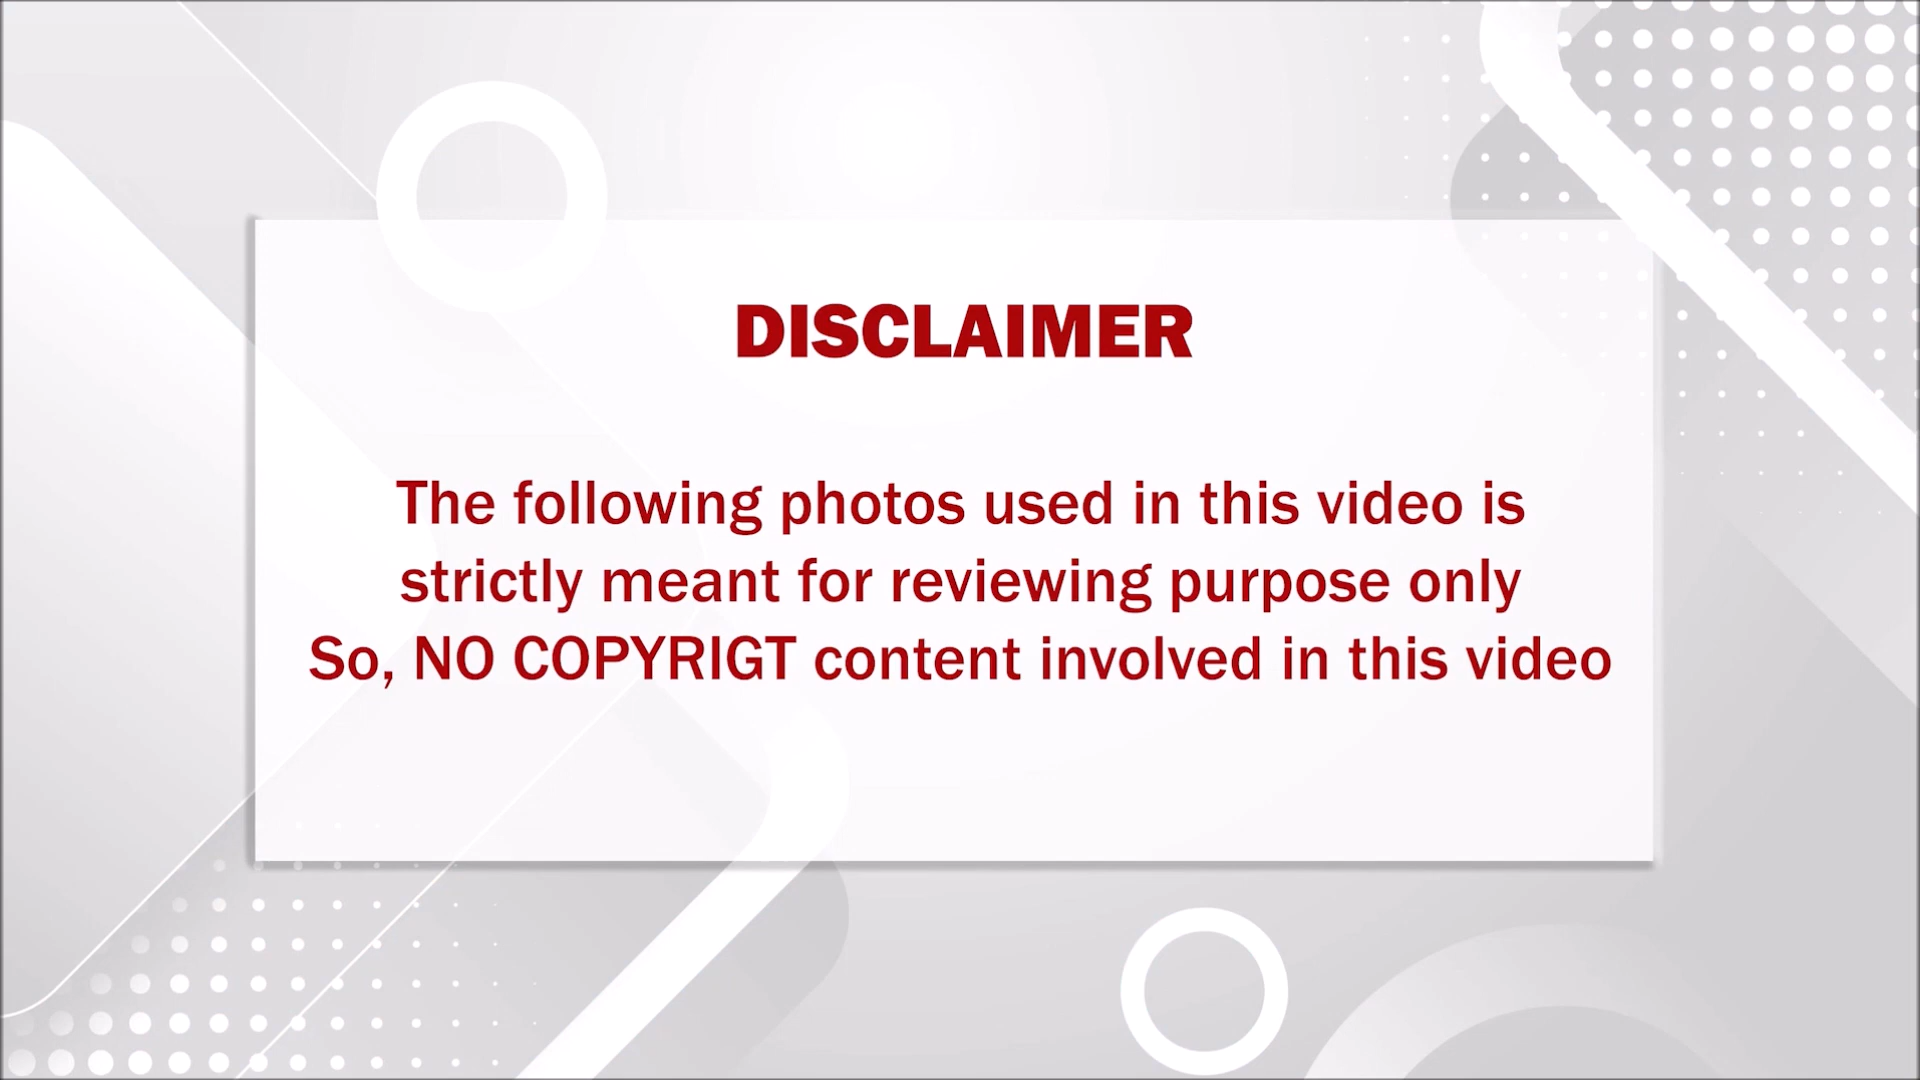 DISCLAIMER
The following photos used in this video is
strictly meant for reviewing purpose only
So, NO COPYRIGT content involved in this video